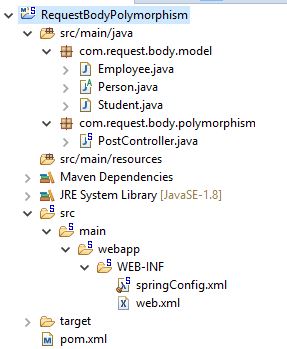 RequestBodyPolymorphism
src/main/java
com.request.body.model
Employee.java
Person.java
Student.java
com.request.body.polymorphism
PostController.java
src/main/resources
Maven Dependencies
JRE System Library [JavaSE-1.8]
src
main
webapp
WEB-INF
springConfig.xml
web.xml
target
pom.xml